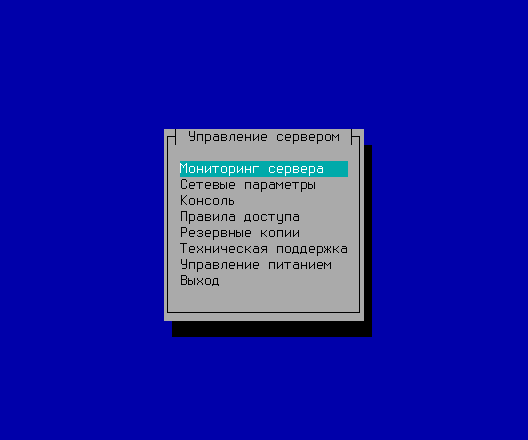 Управление сервером
Мониторинг сервера
Сетевые параметры
Консоль
Правила доступа
Резервные копии
Техническая поддержка
Управление питанием
Выход